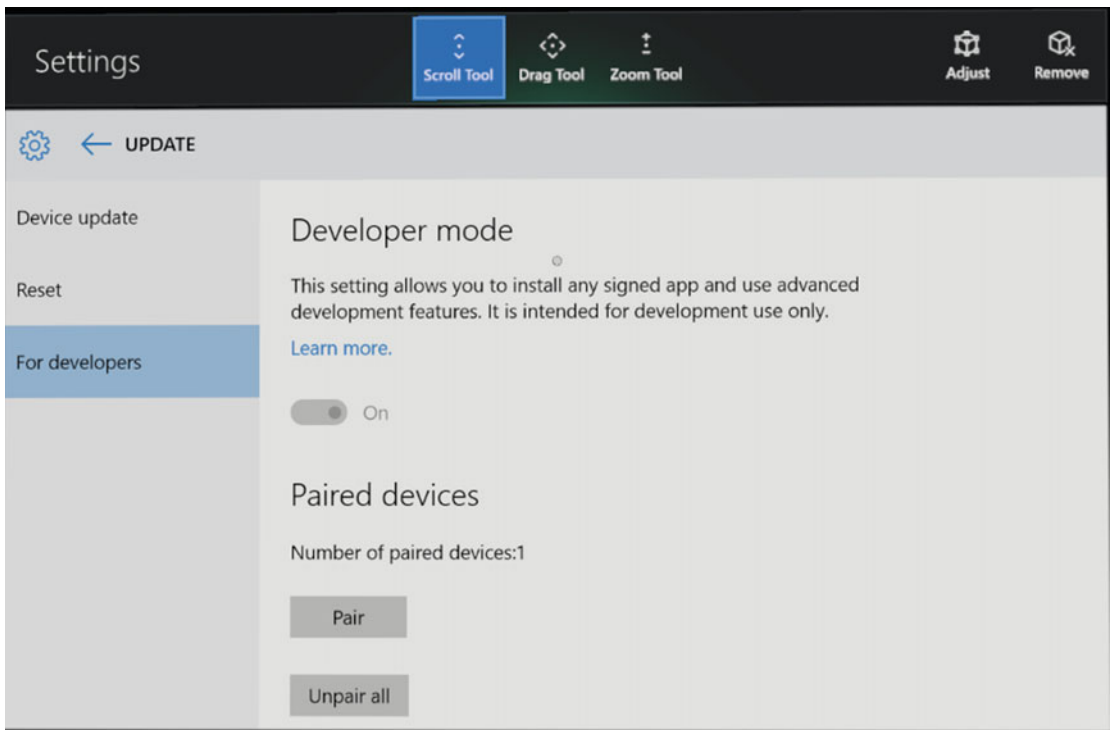 Settings
Scroll Tool
Drag Tool
Zoom Tool
Adjust
Remove
UPDATE
Device update
Reset
For developers
Developer mode
This setting allows you to install any signed app and use advanced
development features. It is intended for development use only.
Learn more.
On
Paired devices
Number of paired devices:1
Pair
Unpair all